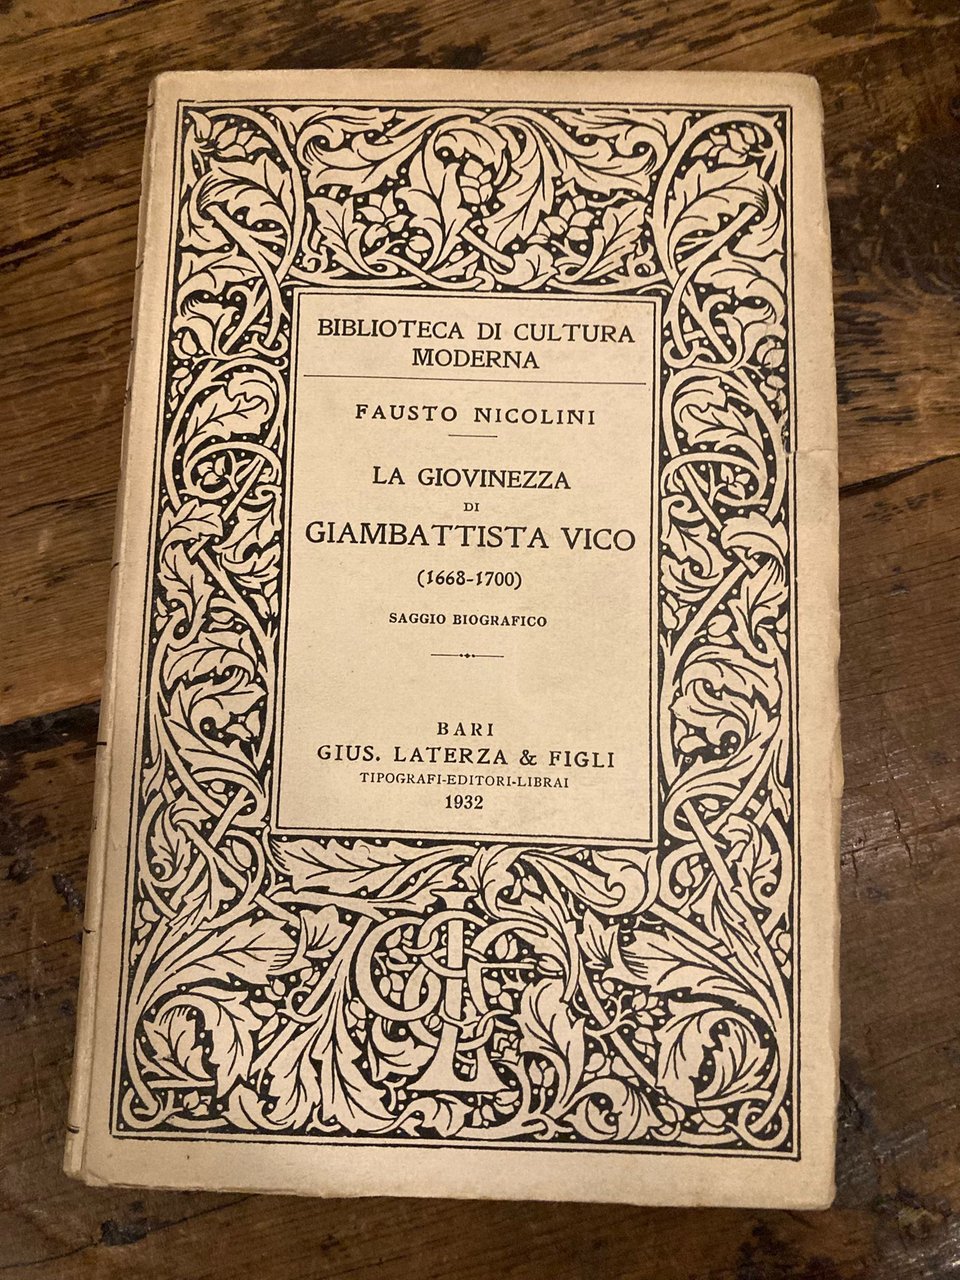 BIBLIOTECA DI CULTURA
MODERNA
FAUSTO NICOLINI
LA GIOVINEZZA
DI
GIAMBATTISTA VICO
(1668-1700)
SAGGIO BIOGRAFICO
BARI
GIUS. LATERZA & FIGLI
TIPOGRAFI-EDITORI-LIBRAI
1932